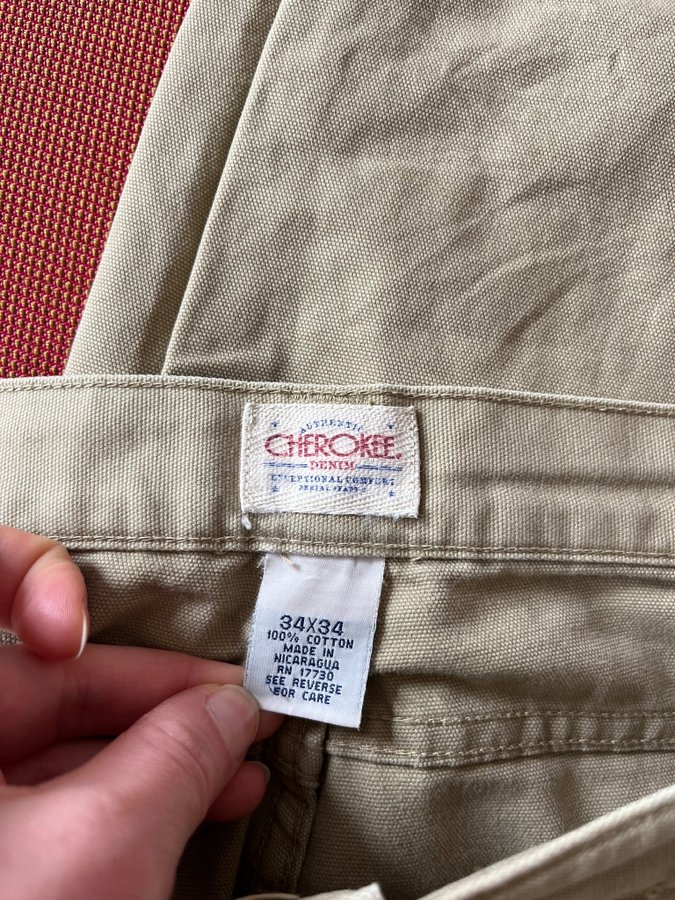 AUTHENTIC
CHEROKEE.
DENIM
EXCEPTIONAL COMFORT
34X34
100% COTTON
MADE IN
NICARAGUA
RN 17730
SEE REVERSE
FOR CARE